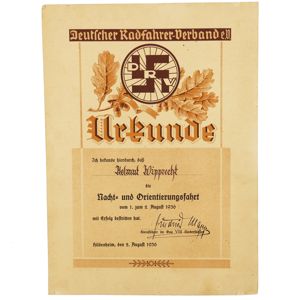 Deutscher Radfahrer-Verband e.V.
D R V
Urkunde
Ich bekunde hierdurch, daß
Helmut Wipprecht
die
Nacht- und Orientierungsfahrt
vom 1. zum 2. August 1936
mit Erfolg bestritten hat.
Hildesheim, den 2. August 1936